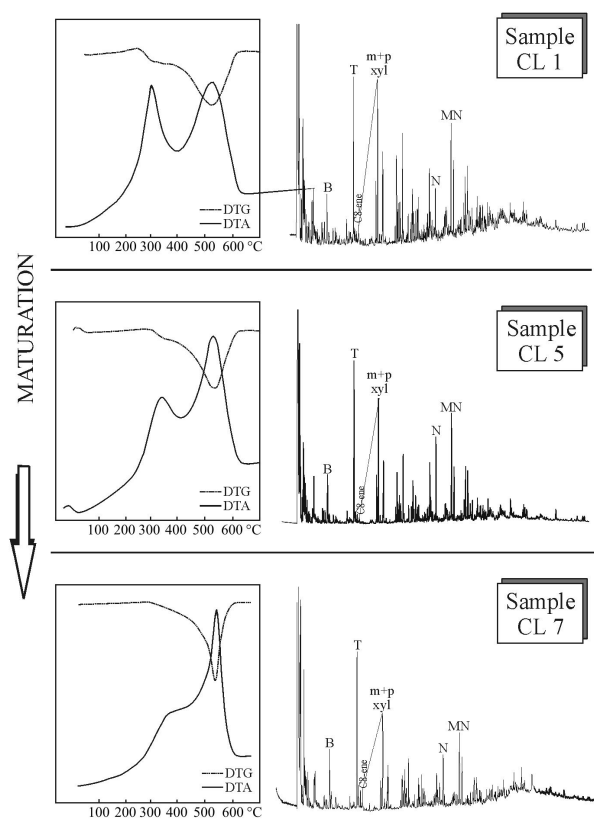 Sample
CL 1
m+p
xyl
T
MN
N
B
C8-ene
DTG
DTA
100 200 300 400 500 600 °C
MATURATION
Sample
CL 5
T
m+p
xyl
MN
N
B
C8-ene
DTG
DTA
100 200 300 400 500 600 °C
Sample
CL 7
T
m+p
xyl
MN
N
B
C8-ene
DTG
DTA
100 200 300 400 500 600 °C